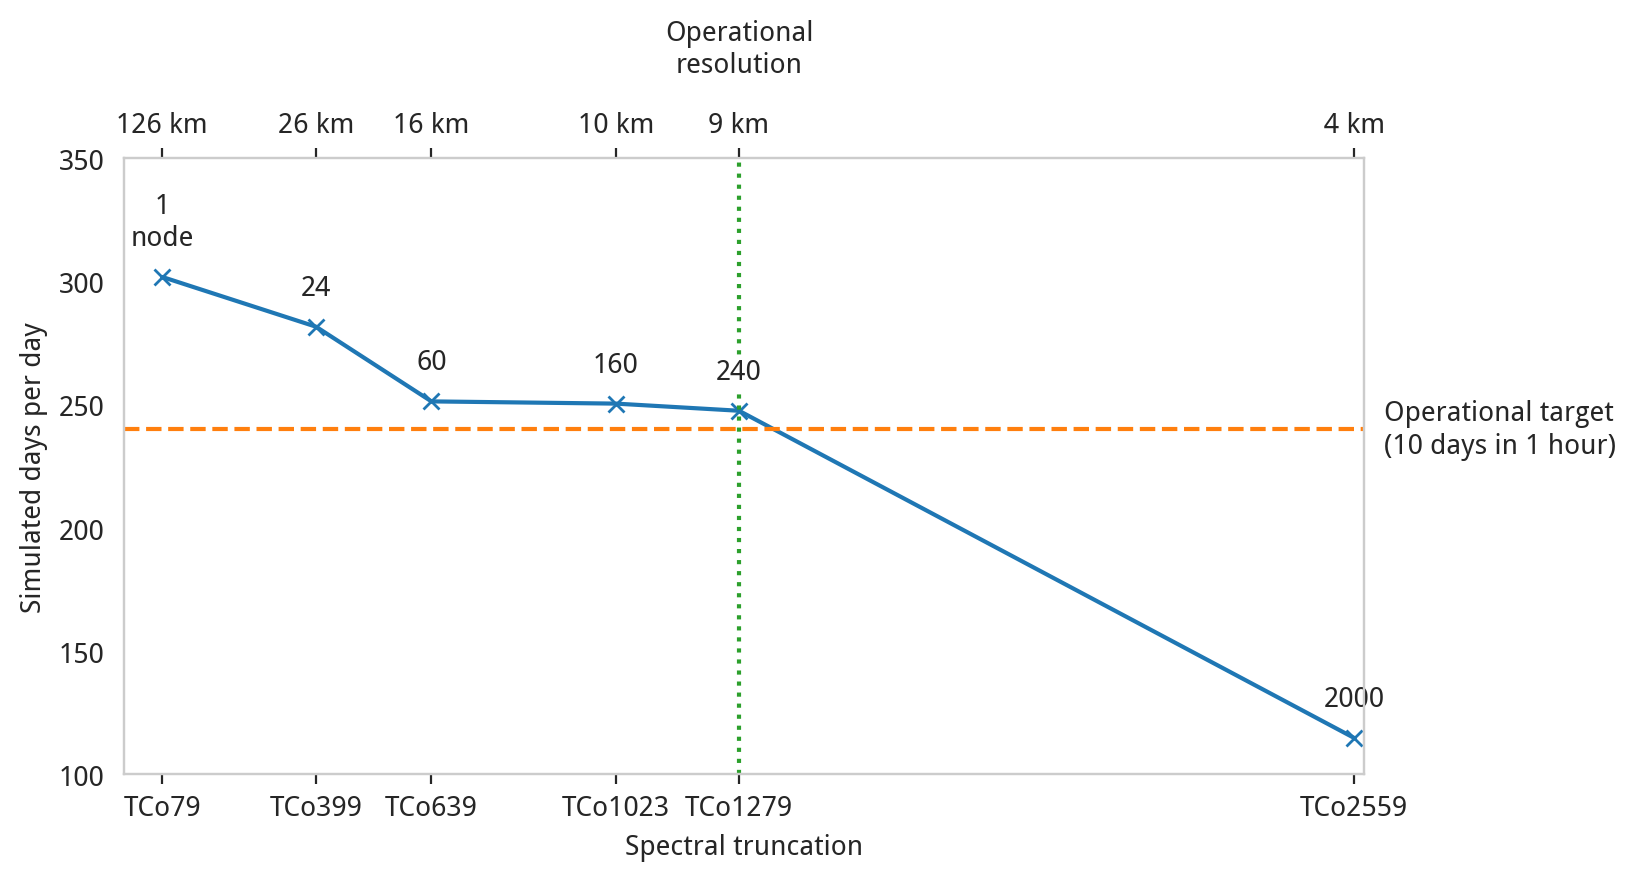 Operational
resolution
126 km 26 km 16 km 10 km 9 km 4 km
350
1
node
300
24
60
160
240
250
Operational target
(10 days in 1 hour)
Simulated days per day
200
150
2000
100
TCo79 TCo399 TCo639 TCo1023 TCo1279 TCo2559
Spectral truncation